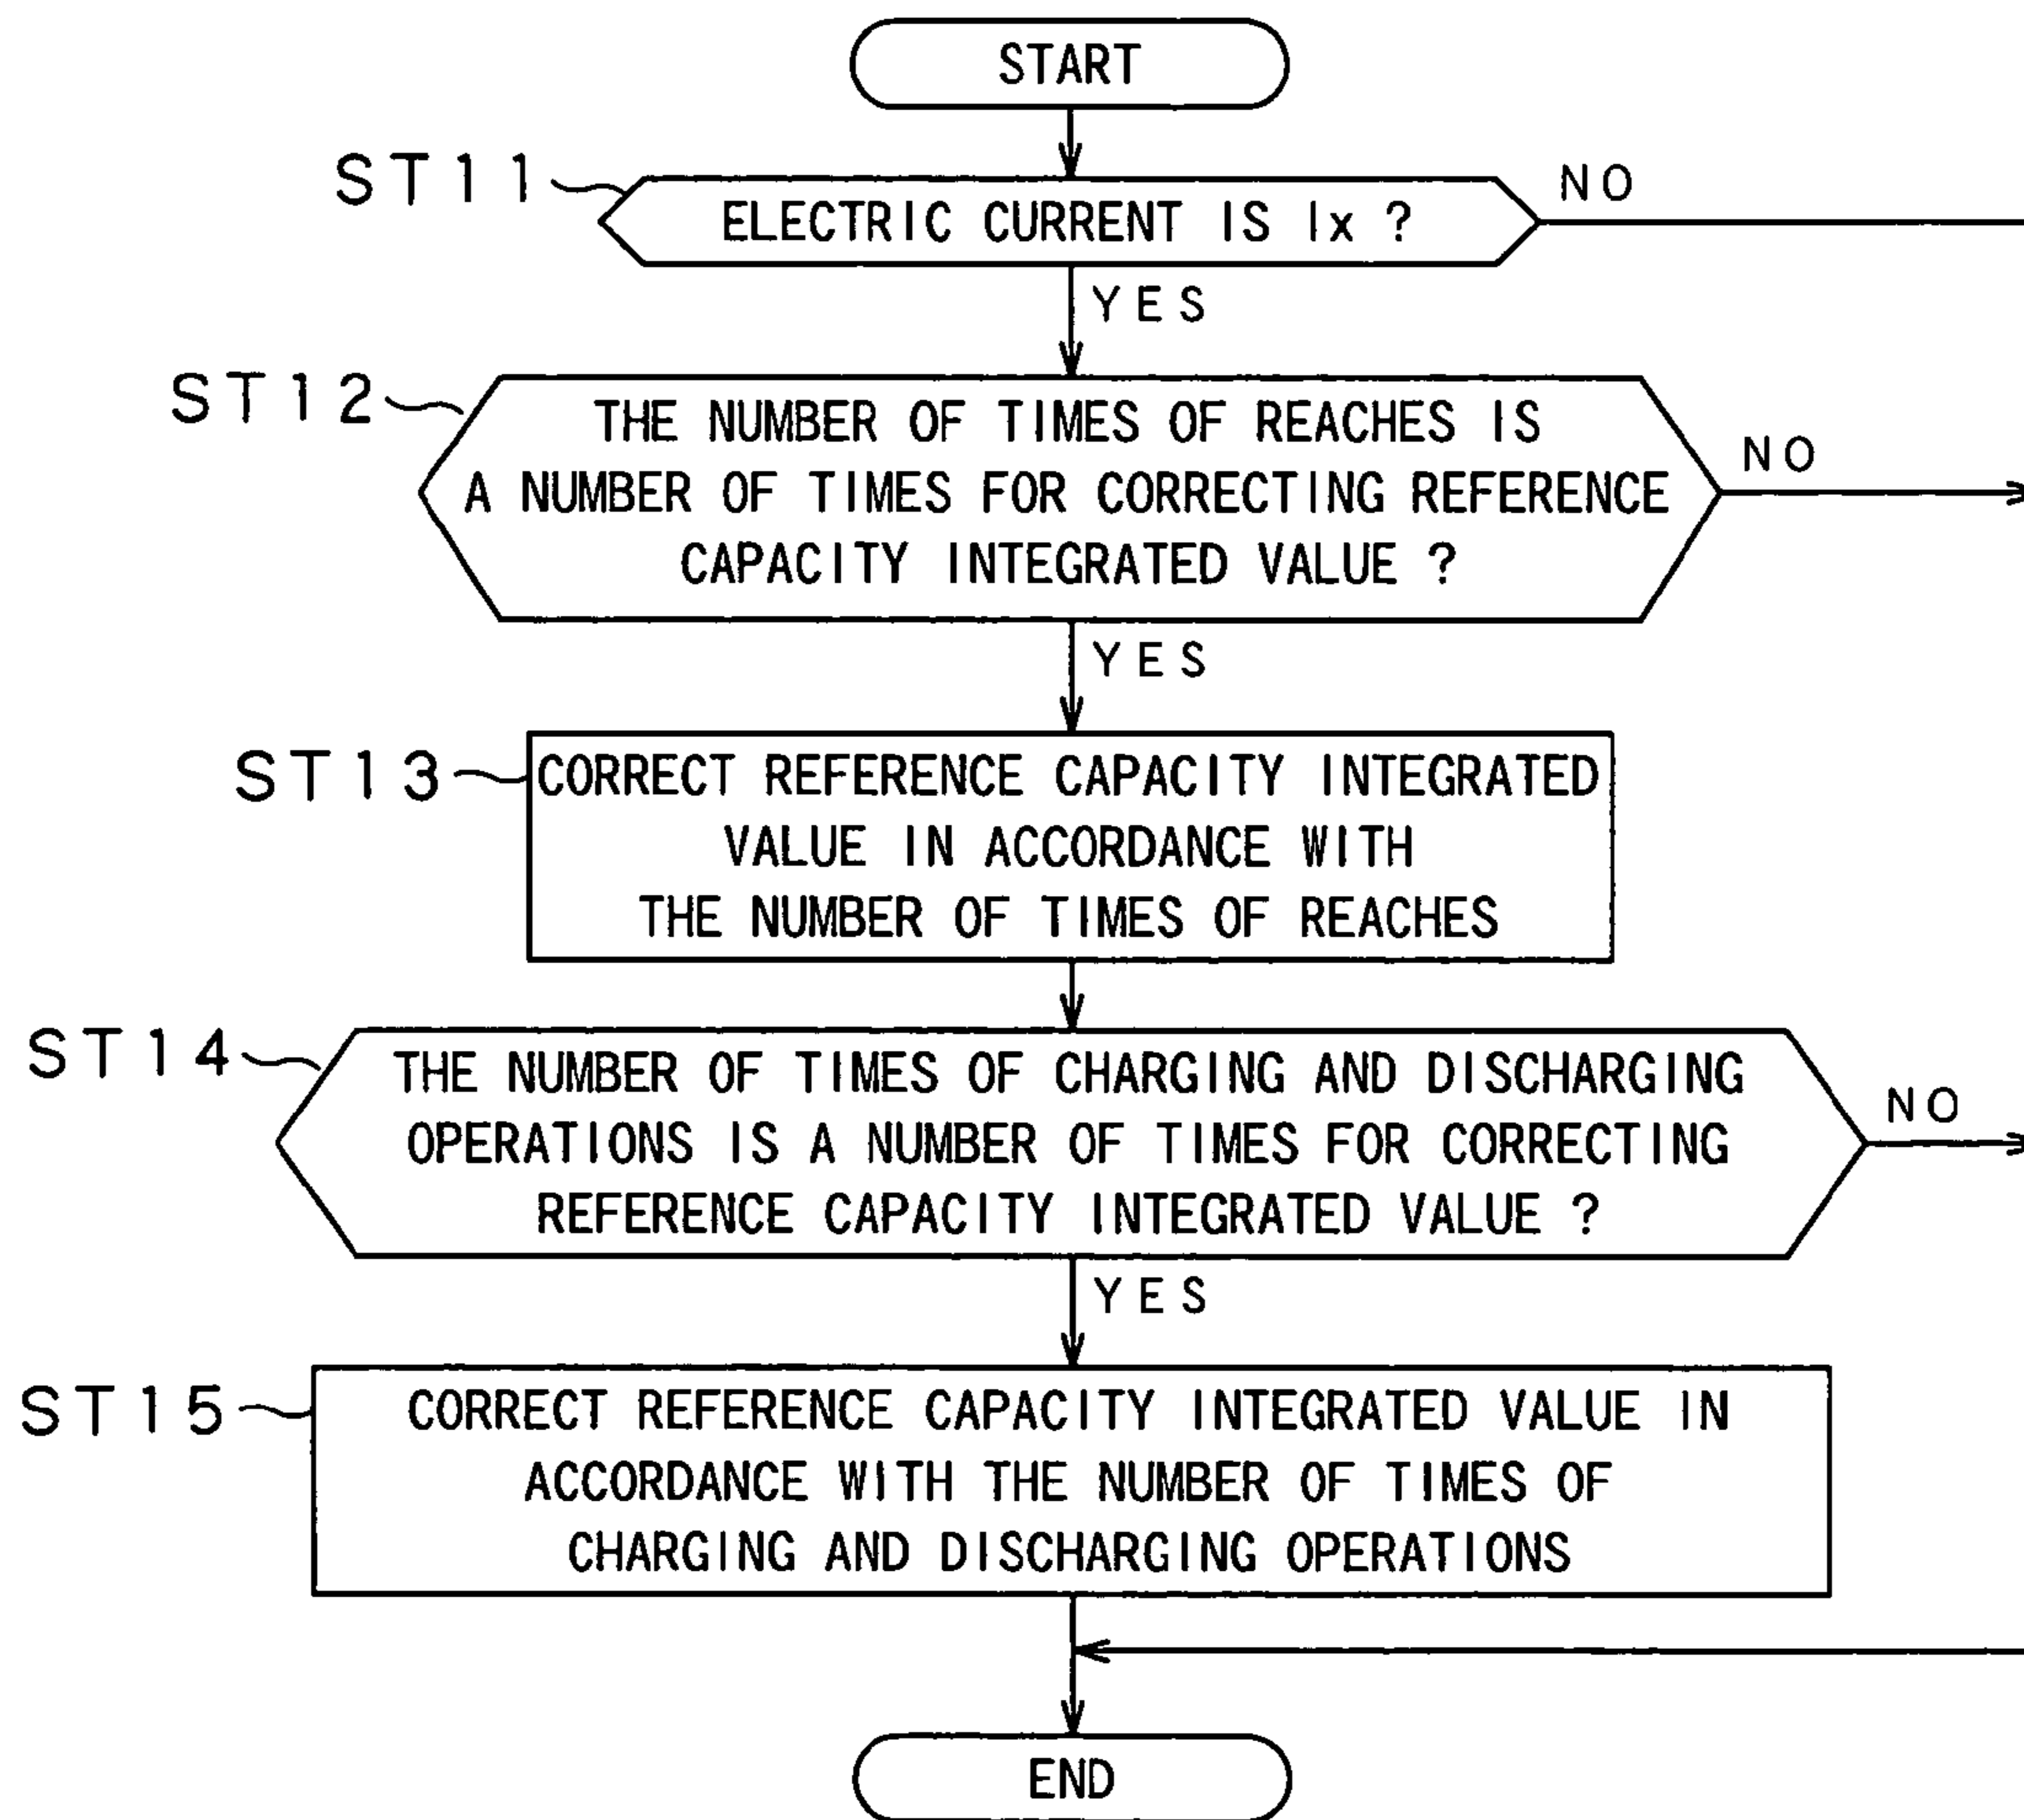 START
ST11
ELECTRIC CURRENT IS Ix ?
NO
YES
ST12
THE NUMBER OF TIMES OF REACHES IS
A NUMBER OF TIMES FOR CORRECTING REFERENCE
CAPACITY INTEGRATED VALUE ?
NO
YES
ST13
CORRECT REFERENCE CAPACITY INTEGRATED
VALUE IN ACCORDANCE WITH
THE NUMBER OF TIMES OF REACHES
ST14
THE NUMBER OF TIMES OF CHARGING AND DISCHARGING
OPERATIONS IS A NUMBER OF TIMES FOR CORRECTING
REFERENCE CAPACITY INTEGRATED VALUE ?
NO
YES
ST15
CORRECT REFERENCE CAPACITY INTEGRATED VALUE IN
ACCORDANCE WITH THE NUMBER OF TIMES OF
CHARGING AND DISCHARGING OPERATIONS
END